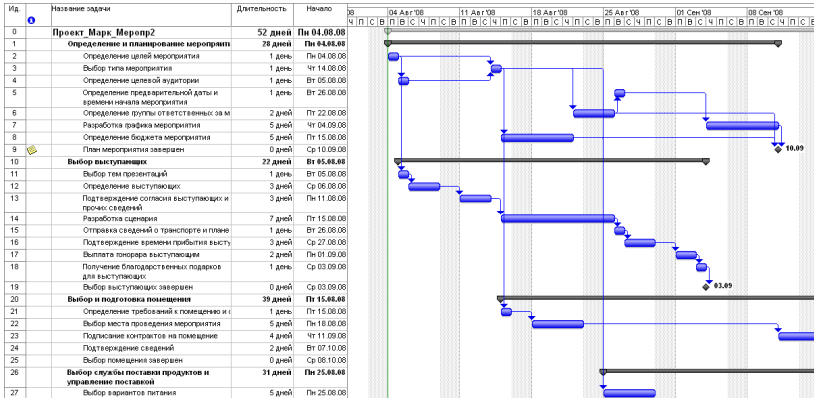 Ид.
Название задачи
Длительность
Начало
08
04 Авг '08
11 Авг '08
18 Авг '08
25 Авг '08
01 Сен '08
08 Сен '08
Ч П С В П В С Ч П С В П В С Ч П С В П В С Ч П С В П В С Ч П С В П В С Ч П С В П В С Ч
0 Проект_Марк_Меропр2 52 дней Пн 04.08.08
1 Определение и планирование мероприяти 28 дней Пн 04.08.08
2 Определение целей мероприятия 1 день Пн 04.08.08
3 Выбор типа мероприятия 1 день Чт 14.08.08
4 Определение целевой аудитории 1 день Вт 05.08.08
5 Определение предварительной даты и 1 день Вт 26.08.08
времени начала мероприятия
6 Определение группы ответственных за м 2 дней Пт 22.08.08
7 Разработка графика мероприятия 5 дней Чт 04.09.08
8 Определение бюджета мероприятия 5 дней Пт 15.08.08
9 План мероприятия завершен 0 дней Ср 10.09.08
10.09
10 Выбор выступающих 22 дней Вт 05.08.08
11 Выбор тем презентаций 1 день Вт 05.08.08
12 Определение выступающих 3 дней Ср 06.08.08
13 Подтверждение согласия выступающих и 3 дней Пн 11.08.08
прочих сведений
14 Разработка сценария 7 дней Пт 15.08.08
15 Отправка сведений о транспорте и плане 1 день Вт 26.08.08
16 Подтверждение времени прибытия высту 3 дней Ср 27.08.08
17 Выплата гонорара выступающим 2 дней Пн 01.09.08
18 Получение благодарственных подарков 1 день Ср 03.09.08
для выступающих
19 Выбор выступающих завершен 0 дней Ср 03.09.08
03.09
20 Выбор и подготовка помещения 39 дней Пт 15.08.08
21 Определение требований к помещению и с 1 день Пт 15.08.08
22 Выбор места проведения мероприятия 5 дней Пн 18.08.08
23 Подписание контрактов на помещение 4 дней Чт 11.09.08
24 Подтверждение сведений 2 дней Вт 07.10.08
25 Выбор помещения завершен 0 дней Ср 08.10.08
26 Выбор службы поставки продуктов и 31 дней Пн 25.08.08
управление поставкой
27 Выбор вариантов питания 5 дней Пн 25.08.08